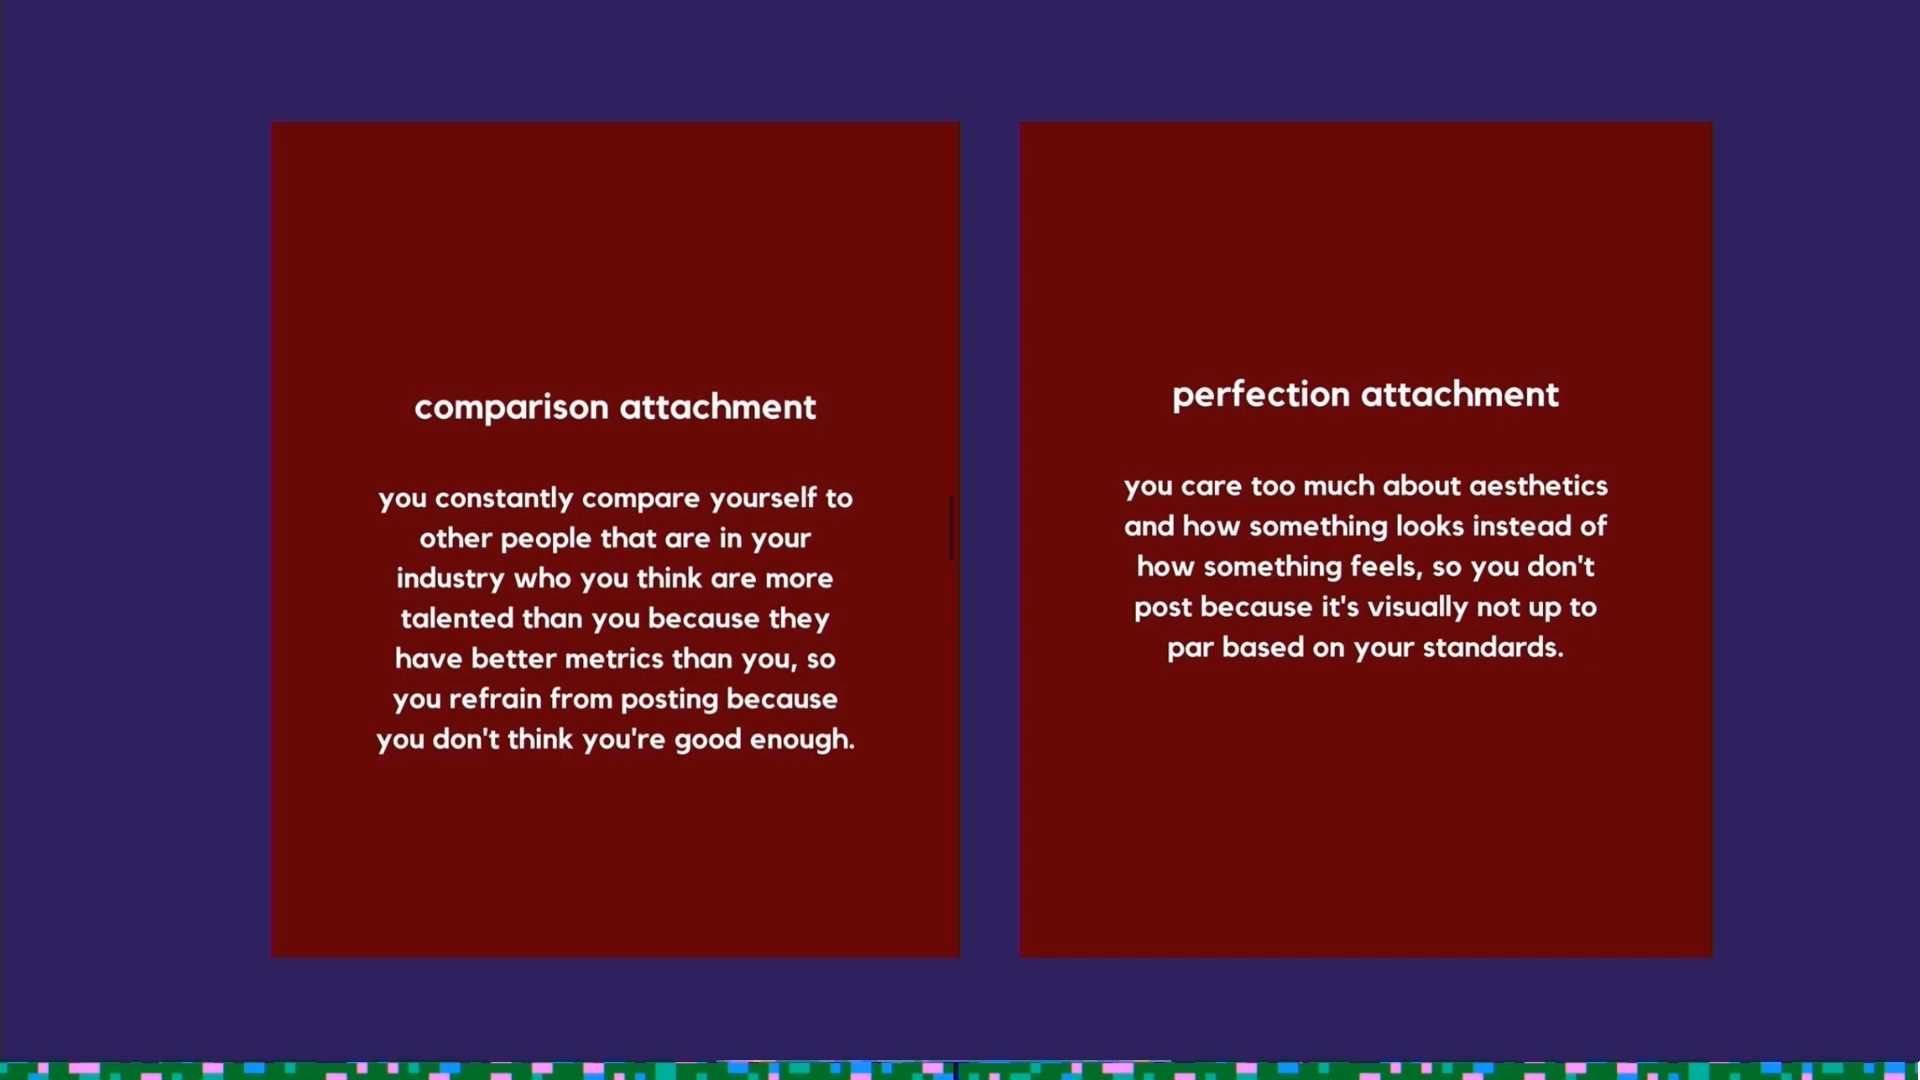 comparison attachment
you constantly compare yourself to
other people that are in your
industry who you think are more
talented than you because they
have better metrics than you, so
you refrain from posting because
you don't think you're good enough.
perfection attachment
you care too much about aesthetics
and how something looks instead of
how something feels, so you don't
post because it's visually not up to
par based on your standards.